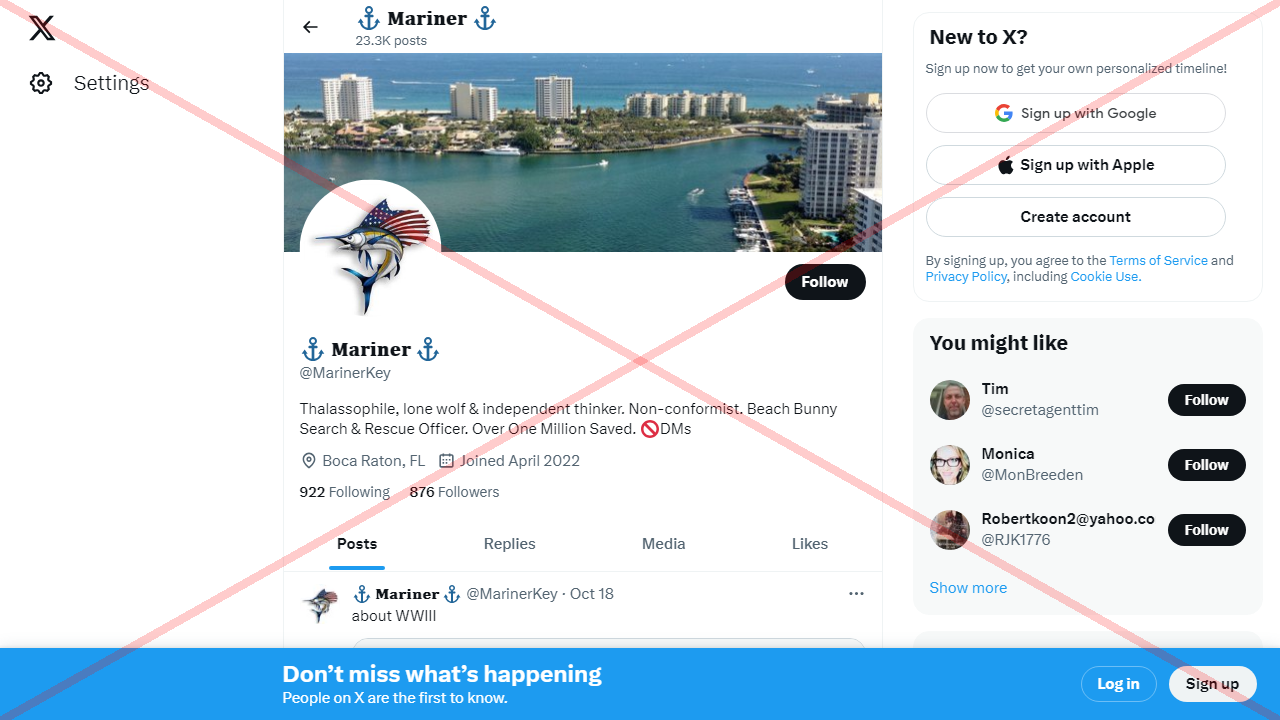 Settings
⚓ Mariner ⚓
23.3K posts
Follow
⚓ Mariner ⚓
@MarinerKey
Thalassophile, lone wolf & independent thinker. Non-conformist. Beach Bunny
Search & Rescue Officer. Over One Million Saved. 🚫DMs
Boca Raton, FL Joined April 2022
922 Following 876 Followers
Posts Replies Media Likes
⚓ Mariner ⚓ @MarinerKey · Oct 18
about WWIII
New to X?
Sign up now to get your own personalized timeline!
Sign up with Google
Sign up with Apple
Create account
By signing up, you agree to the Terms of Service and
Privacy Policy, including Cookie Use.
You might like
Tim
@secretagenttim
Follow
Monica
@MonBreeden
Follow
Robertkoon2@yahoo.co
@RJK1776
Follow
Show more
Don’t miss what’s happening
People on X are the first to know.
Log in
Sign up